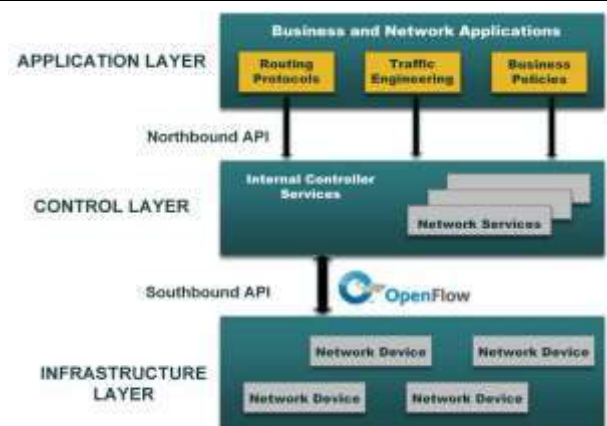 Business and Network Applications
APPLICATION LAYER
Routing
Protocols
Traffic
Engineering
Business
Policies
Northbound API
Internal Controller
Services
CONTROL LAYER
Network Services
Southbound API
OpenFlow
Network Device
Network Device
INFRASTRUCTURE
LAYER
Network Device
Network Device